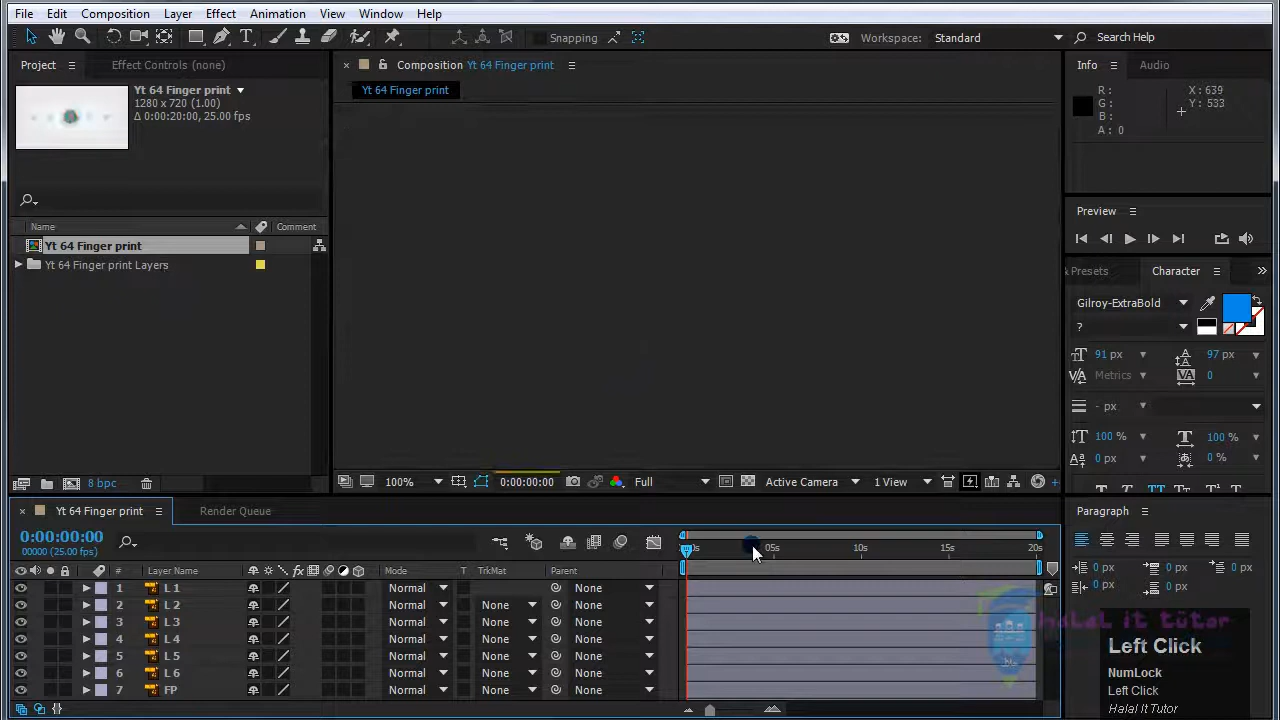 File Edit Composition Layer Effect Animation View Window Help
Snapping
Workspace: Standard
Search Help
Project
Effect Controls (none)
Composition Yt 64 Finger print
Info
Audio
Yt 64 Finger print
1280 x 720 (1.00)
Δ 0:00:20:00, 25.00 fps
Yt 64 Finger print
R :
G :
B :
A : 0
X : 639
Y : 533
Preview
Name
Comment
Yt 64 Finger print
Yt 64 Finger print Layers
& Presets
Character
Gilroy-ExtraBold
?
91 px
97 px
Metrics
0
- px
100 %
100 %
0 px
0 %
T T TT Tт T¹ T
8 bpc
100%
0:00:00:00
Full
Active Camera
1 View
Yt 64 Finger print
Render Queue
Paragraph
0:00:00:00
00000 (25.00 fps)
05s 10s 15s 20s
0 px 0 px 0 px
0 px 0 px
# Layer Name Mode T TrkMat Parent
1 L 1 Normal None
2 L 2 Normal None None
3 L 3 Normal None None
4 L 4 Normal None None
5 L 5 Normal None None
6 L 6 Normal None None
7 FP Normal None None
halal it tutor
Left Click
NumLock
Left Click
Halal It Tutor